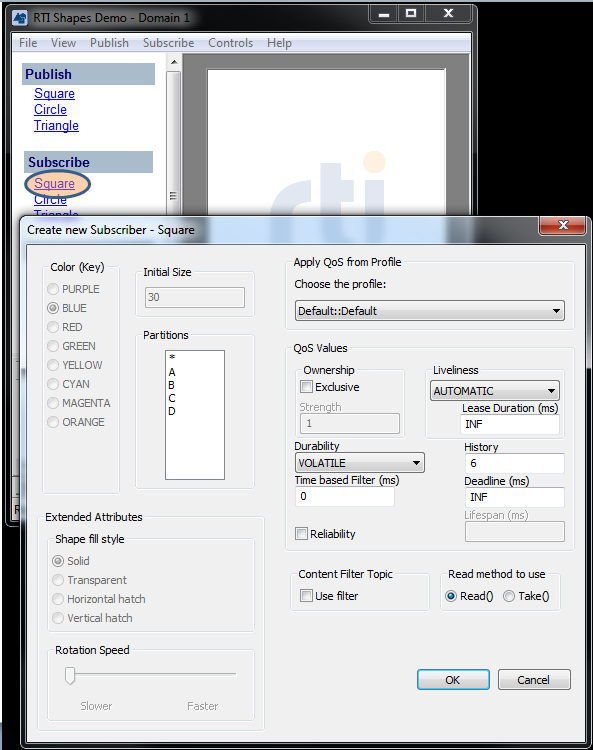 RTI Shapes Demo - Domain 1
File View Publish Subscribe Controls Help
Publish
Square
Circle
Triangle
Subscribe
Square
Circle
Triangle
rti
Create new Subscriber - Square
Color (Key)
PURPLE
BLUE
RED
GREEN
YELLOW
CYAN
MAGENTA
ORANGE
Initial Size
30
Partitions
*
A
B
C
D
Extended Attributes
Shape fill style
Solid
Transparent
Horizontal hatch
Vertical hatch
Rotation Speed
Slower Faster
Apply QoS from Profile
Choose the profile:
Default::Default
QoS Values
Ownership
Exclusive
Strength
1
Liveliness
AUTOMATIC
Lease Duration (ms)
INF
Durability
VOLATILE
Time based Filter (ms)
0
Reliability
History
6
Deadline (ms)
INF
Lifespan (ms)
Content Filter Topic
Use filter
Read method to use
Read() Take()
OK Cancel